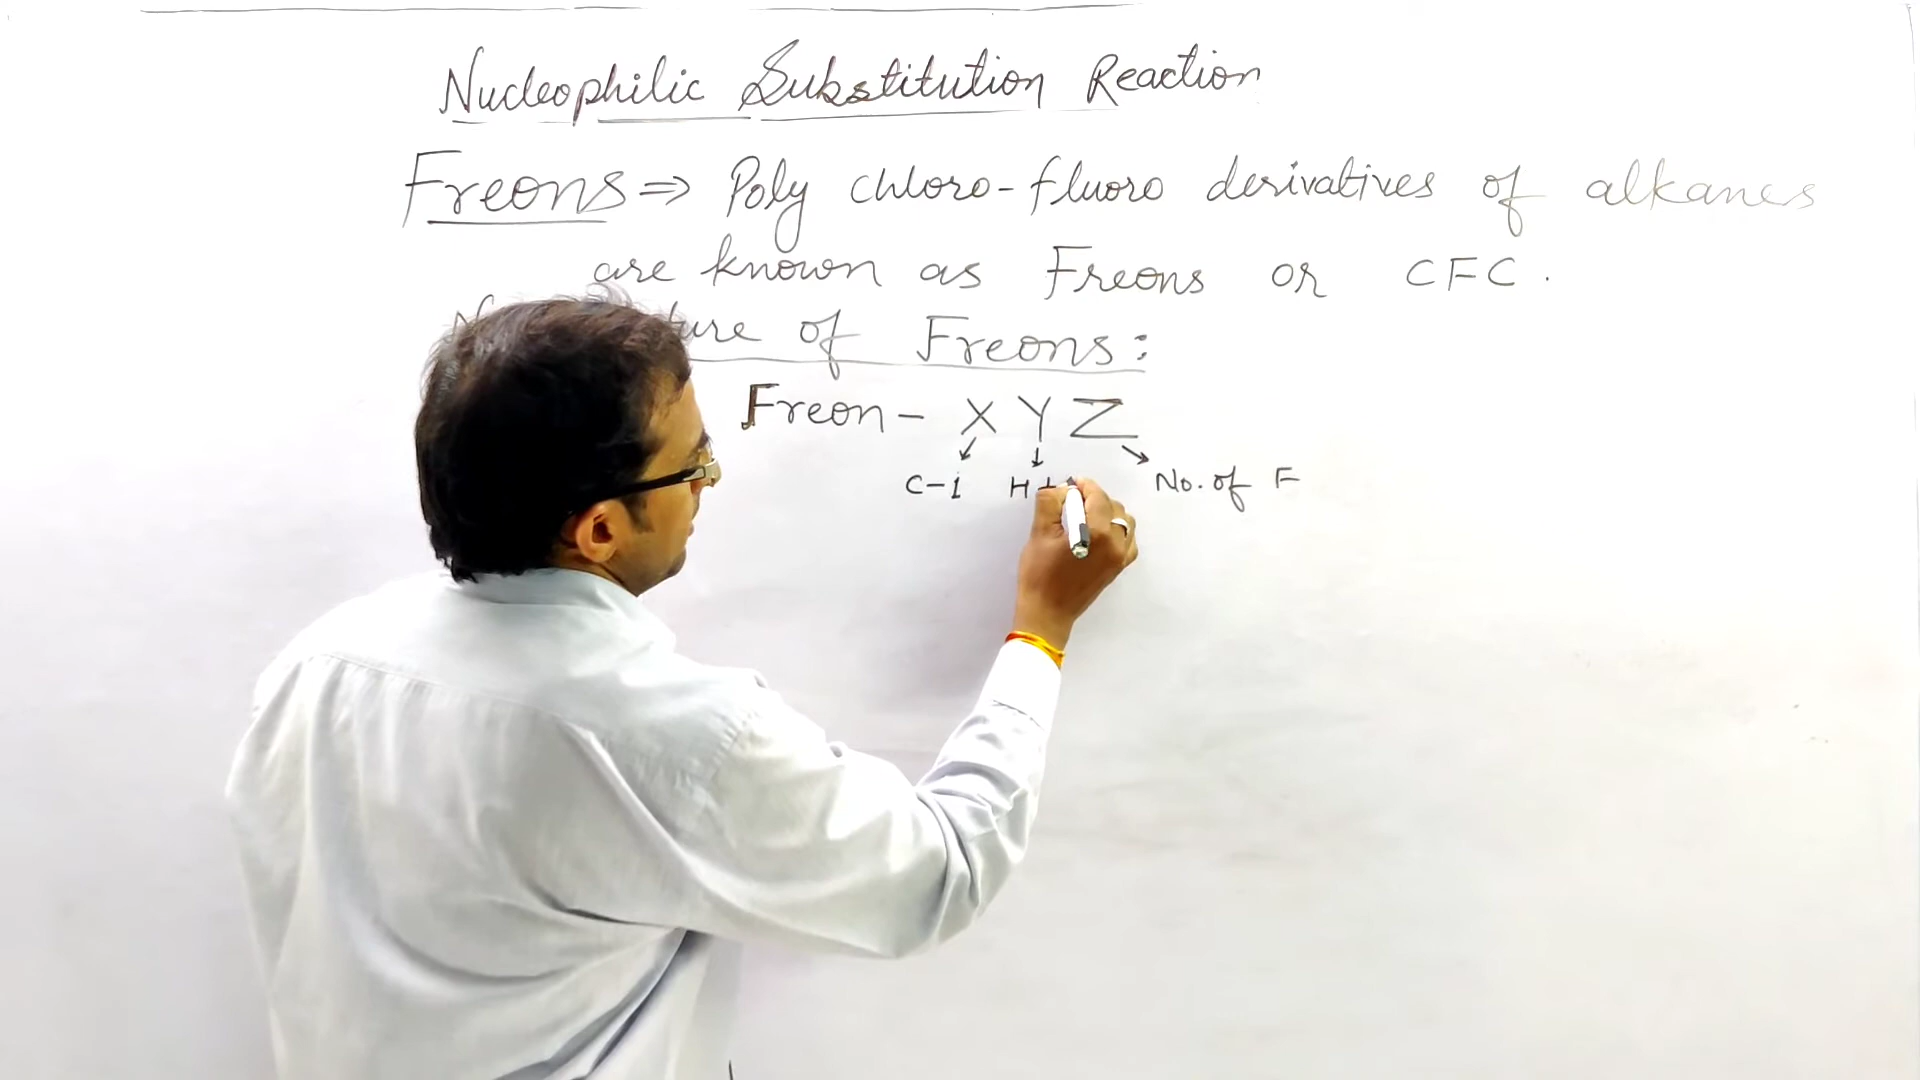 Nucleophilic Substitution Reaction
Freons ⇒ Poly chloro-fluoro derivatives of alkanes
are known as Freons or CFC.
of Freons:
Freon - X Y Z
C-1 H+ No. of F